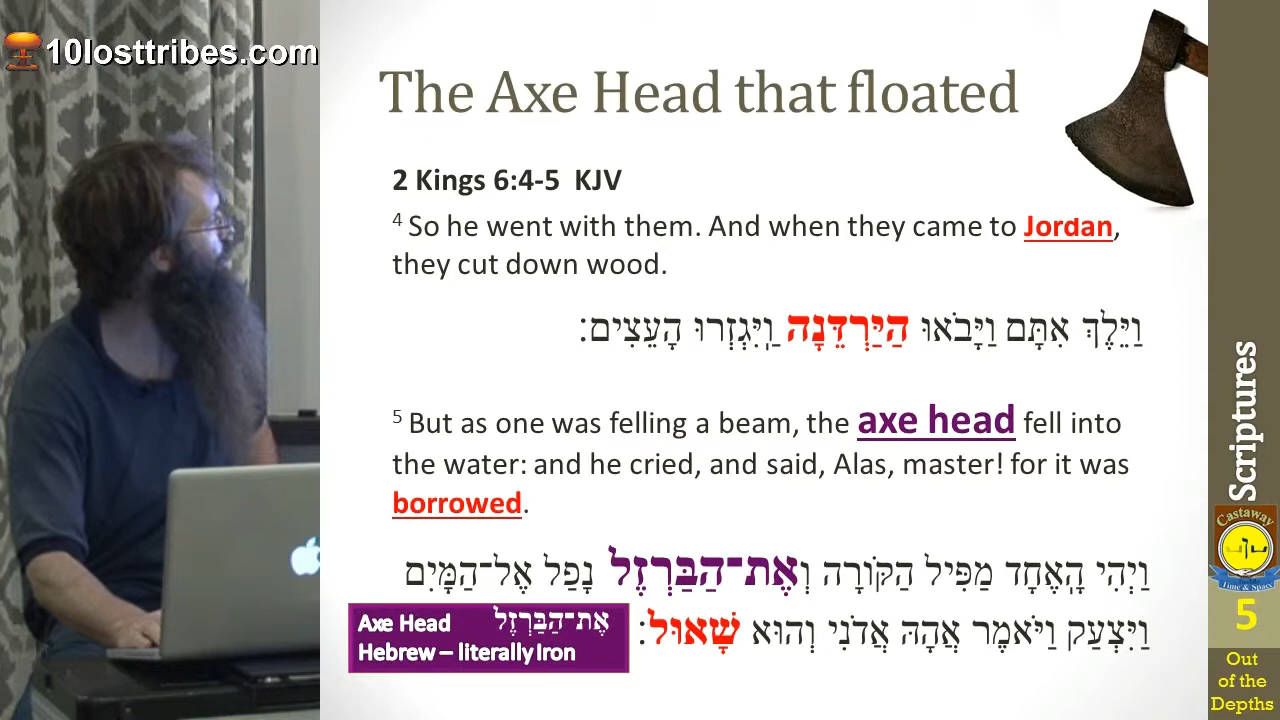 10losttribes.com
The Axe Head that floated
2 Kings 6:4-5 KJV
4 So he went with them. And when they came to Jordan,
they cut down wood.
וַיֵּלֶךְ אִתָּם וַיָּבֹאוּ הַיַּרְדֵּנָה וַיִּגְזְרוּ הָעֵצִים׃
5 But as one was felling a beam, the axe head fell into
the water: and he cried, and said, Alas, master! for it was
borrowed.
וַיְהִי הָאֶחָד מַפִּיל הַקּוֹרָה וְאֶת־הַבַּרְזֶל נָפַל אֶל־הַמָּיִם
וַיִּצְעַק וַיֹּאמֶר אֲהָהּ אֲדֹנִי וְהוּא שָׁאוּל׃
Axe Head אֶת־הַבַּרְזֶל
Hebrew – literally Iron
Scriptures
Castaway
Time & Space
5
Out
of the
Depths